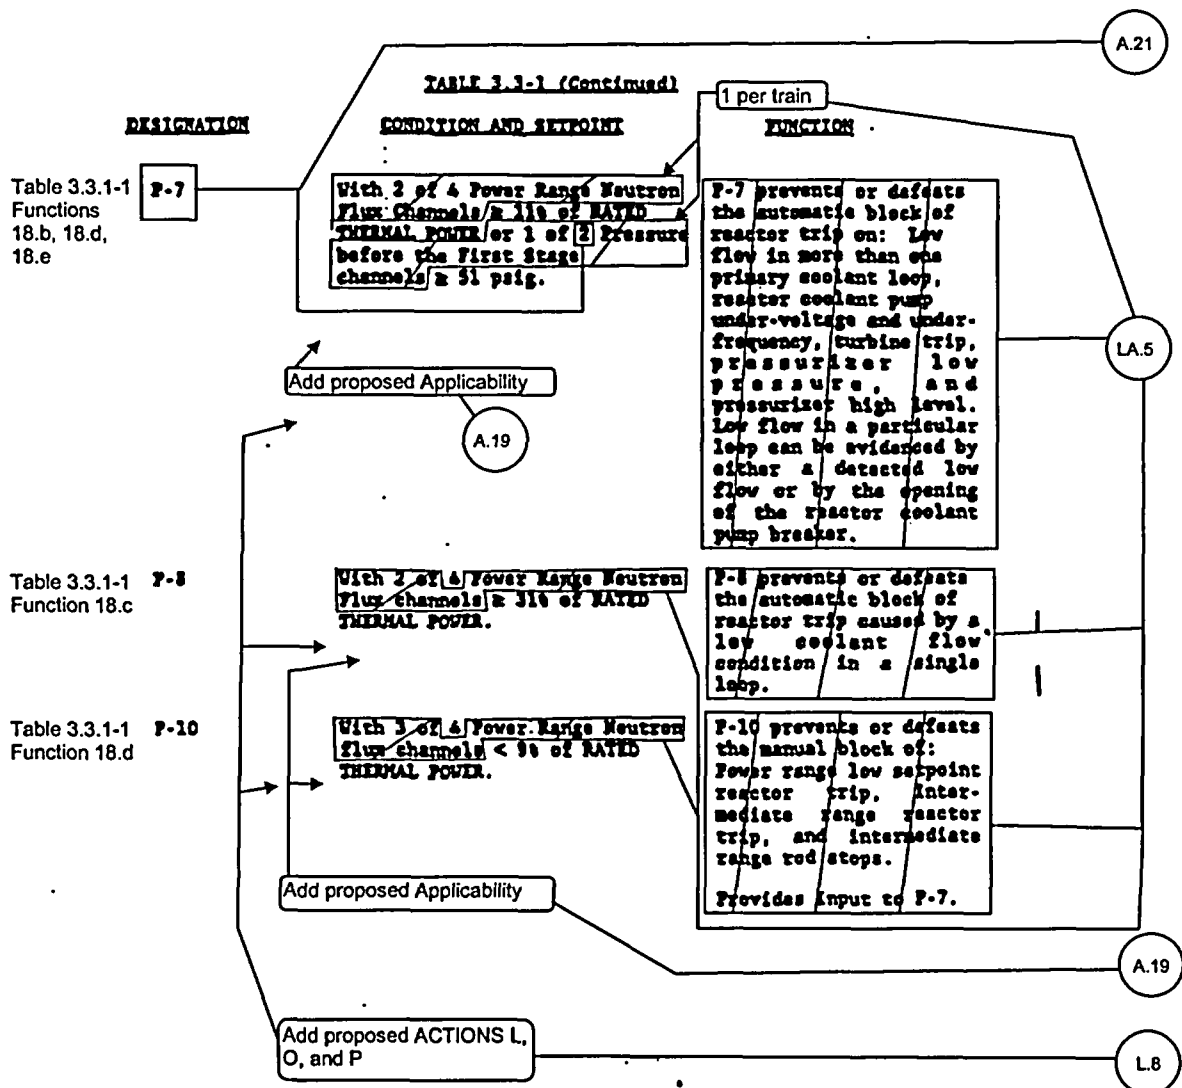 A.21
TABLE 3.3-1 (Continued)
1 per train
DESIGNATION
CONDITION AND SETPOINT
FUNCTION
Table 3.3.1-1
Functions
18.b, 18.d,
18.e
P-7
With 2 of 4 Power Range Neutron
Flux Channels ≥ 11% of RATED
THERMAL POWER or 1 of 2 Pressure
before the First Stage
channels ≥ 51 psig.
P-7 prevents or defeats
the automatic block of
reactor trip on: Low
flow in more than one
primary coolant loop,
reactor coolant pump
under-voltage and under-
frequency, turbine trip,
pressurizer low
pressure, and
pressurizer high level.
Low flow in a particular
loop can be evidenced by
either a detected low
flow or by the opening
of the reactor coolant
pump breaker.
LA.5
Add proposed Applicability
A.19
Table 3.3.1-1
Function 18.c
P-8
With 2 of 4 Power Range Neutron
Flux channels ≥ 31% of RATED
THERMAL POWER.
P-8 prevents or defeats
the automatic block of
reactor trip caused by a
low coolant flow
condition in a single
loop.
Table 3.3.1-1
Function 18.d
P-10
With 3 of 4 Power Range Neutron
flux channels < 9% of RATED
THERMAL POWER.
P-10 prevents or defeats
the manual block of:
Power range low setpoint
reactor trip, Inter-
mediate range reactor
trip, and intermediate
range rod stops.
Provides input to P-7.
Add proposed Applicability
A.19
Add proposed ACTIONS L,
O, and P
L.8